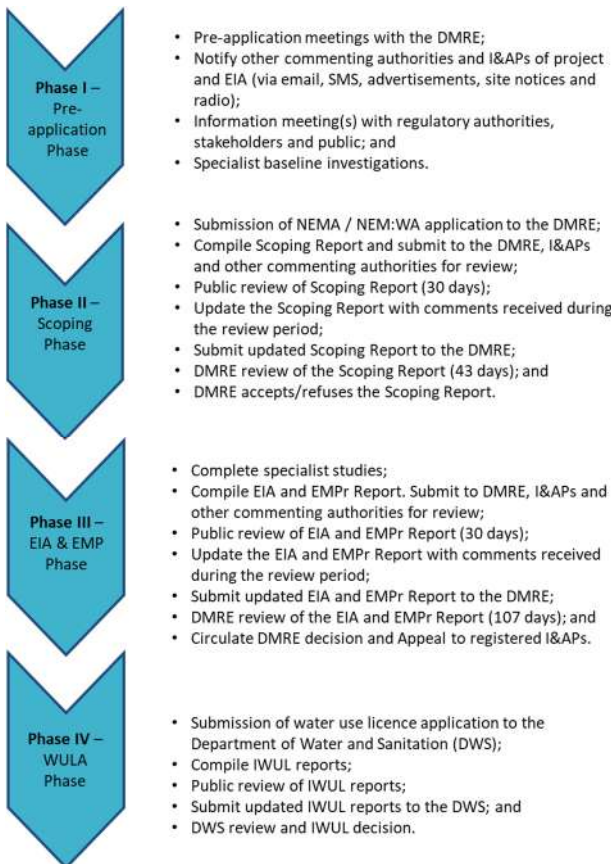 Phase I –
Pre-
application
Phase
• Pre-application meetings with the DMRE;
• Notify other commenting authorities and I&APs of project
and EIA (via email, SMS, advertisements, site notices and
radio);
• Information meeting(s) with regulatory authorities,
stakeholders and public; and
• Specialist baseline investigations.
Phase II –
Scoping
Phase
• Submission of NEMA / NEM:WA application to the DMRE;
• Compile Scoping Report and submit to the DMRE, I&APs
and other commenting authorities for review;
• Public review of Scoping Report (30 days);
• Update the Scoping Report with comments received during
the review period;
• Submit updated Scoping Report to the DMRE;
• DMRE review of the Scoping Report (43 days); and
• DMRE accepts/refuses the Scoping Report.
Phase III –
EIA & EMP
Phase
• Complete specialist studies;
• Compile EIA and EMPr Report. Submit to DMRE, I&APs and
other commenting authorities for review;
• Public review of EIA and EMPr Report (30 days);
• Update the EIA and EMPr Report with comments received
during the review period;
• Submit updated EIA and EMPr Report to the DMRE;
• DMRE review of the EIA and EMPr Report (107 days); and
• Circulate DMRE decision and Appeal to registered I&APs.
Phase IV –
WULA
Phase
• Submission of water use licence application to the
Department of Water and Sanitation (DWS);
• Compile IWUL reports;
• Public review of IWUL reports;
• Submit updated IWUL reports to the DWS; and
• DWS review and IWUL decision.